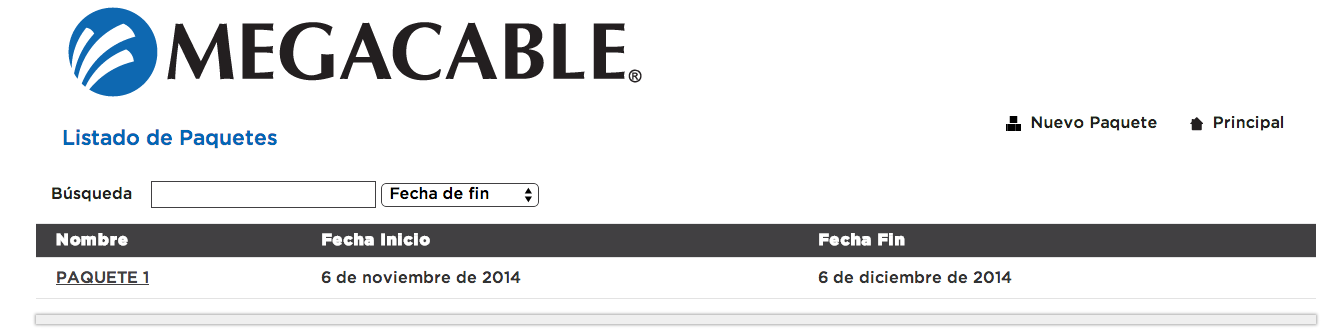 MEGACABLE®
Nuevo Paquete Principal
Listado de Paquetes
Búsqueda Fecha de fin
Nombre Fecha Inicio Fecha Fin
PAQUETE 1 6 de noviembre de 2014 6 de diciembre de 2014